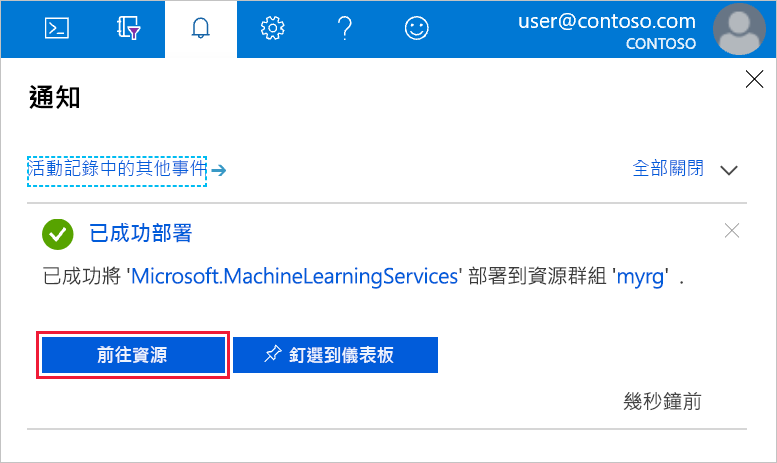 user@contoso.com
CONTOSO
通知
活動記錄中的其他事件
全部關閉
已成功部署
已成功將 'Microsoft.MachineLearningServices' 部署到資源群組 'myrg' .
前往資源
釘選到儀表板
幾秒鐘前